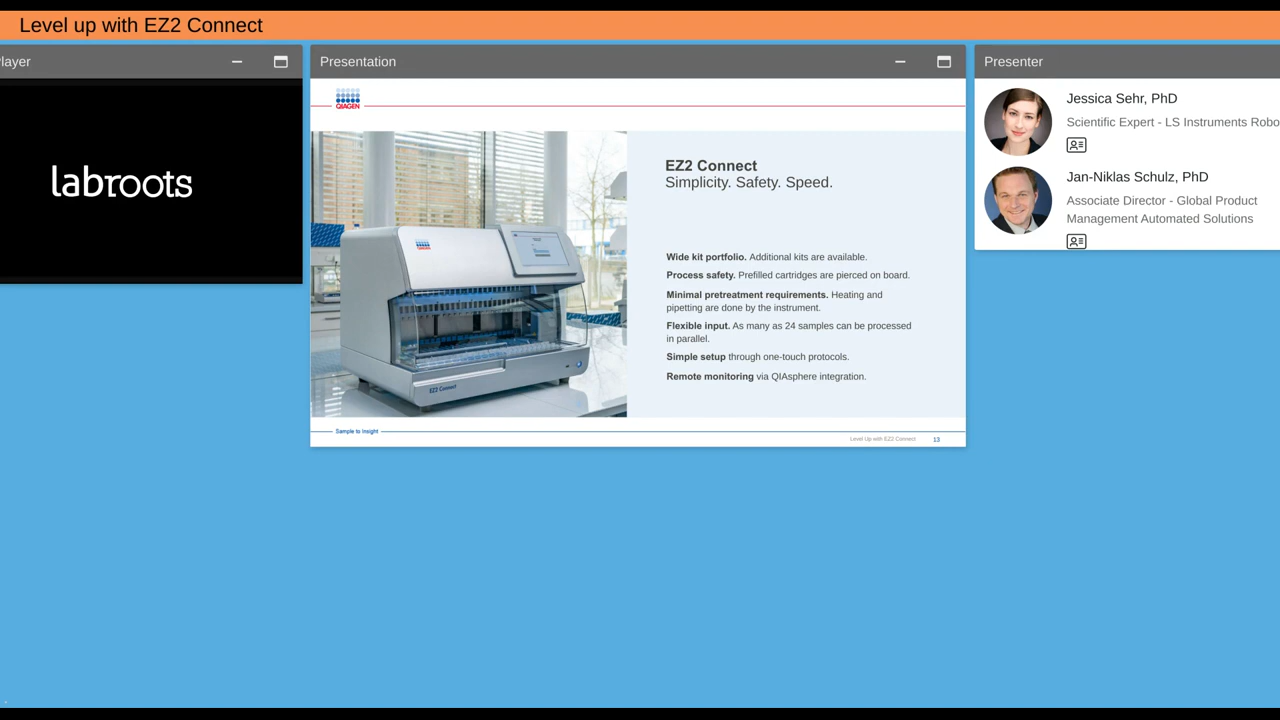 Level up with EZ2 Connect
layer
Presentation
Presenter
labroots
QIAGEN
EZ2 Connect
Simplicity. Safety. Speed.
Wide kit portfolio. Additional kits are available.
Process safety. Prefilled cartridges are pierced on board.
Minimal pretreatment requirements. Heating and
pipetting are done by the instrument.
Flexible input. As many as 24 samples can be processed
in parallel.
Simple setup through one-touch protocols.
Remote monitoring via QIAsphere integration.
EZ2 Connect
Sample to Insight
Level Up with EZ2 Connect 13
Jessica Sehr, PhD
Scientific Expert - LS Instruments Robo
Jan-Niklas Schulz, PhD
Associate Director - Global Product
Management Automated Solutions